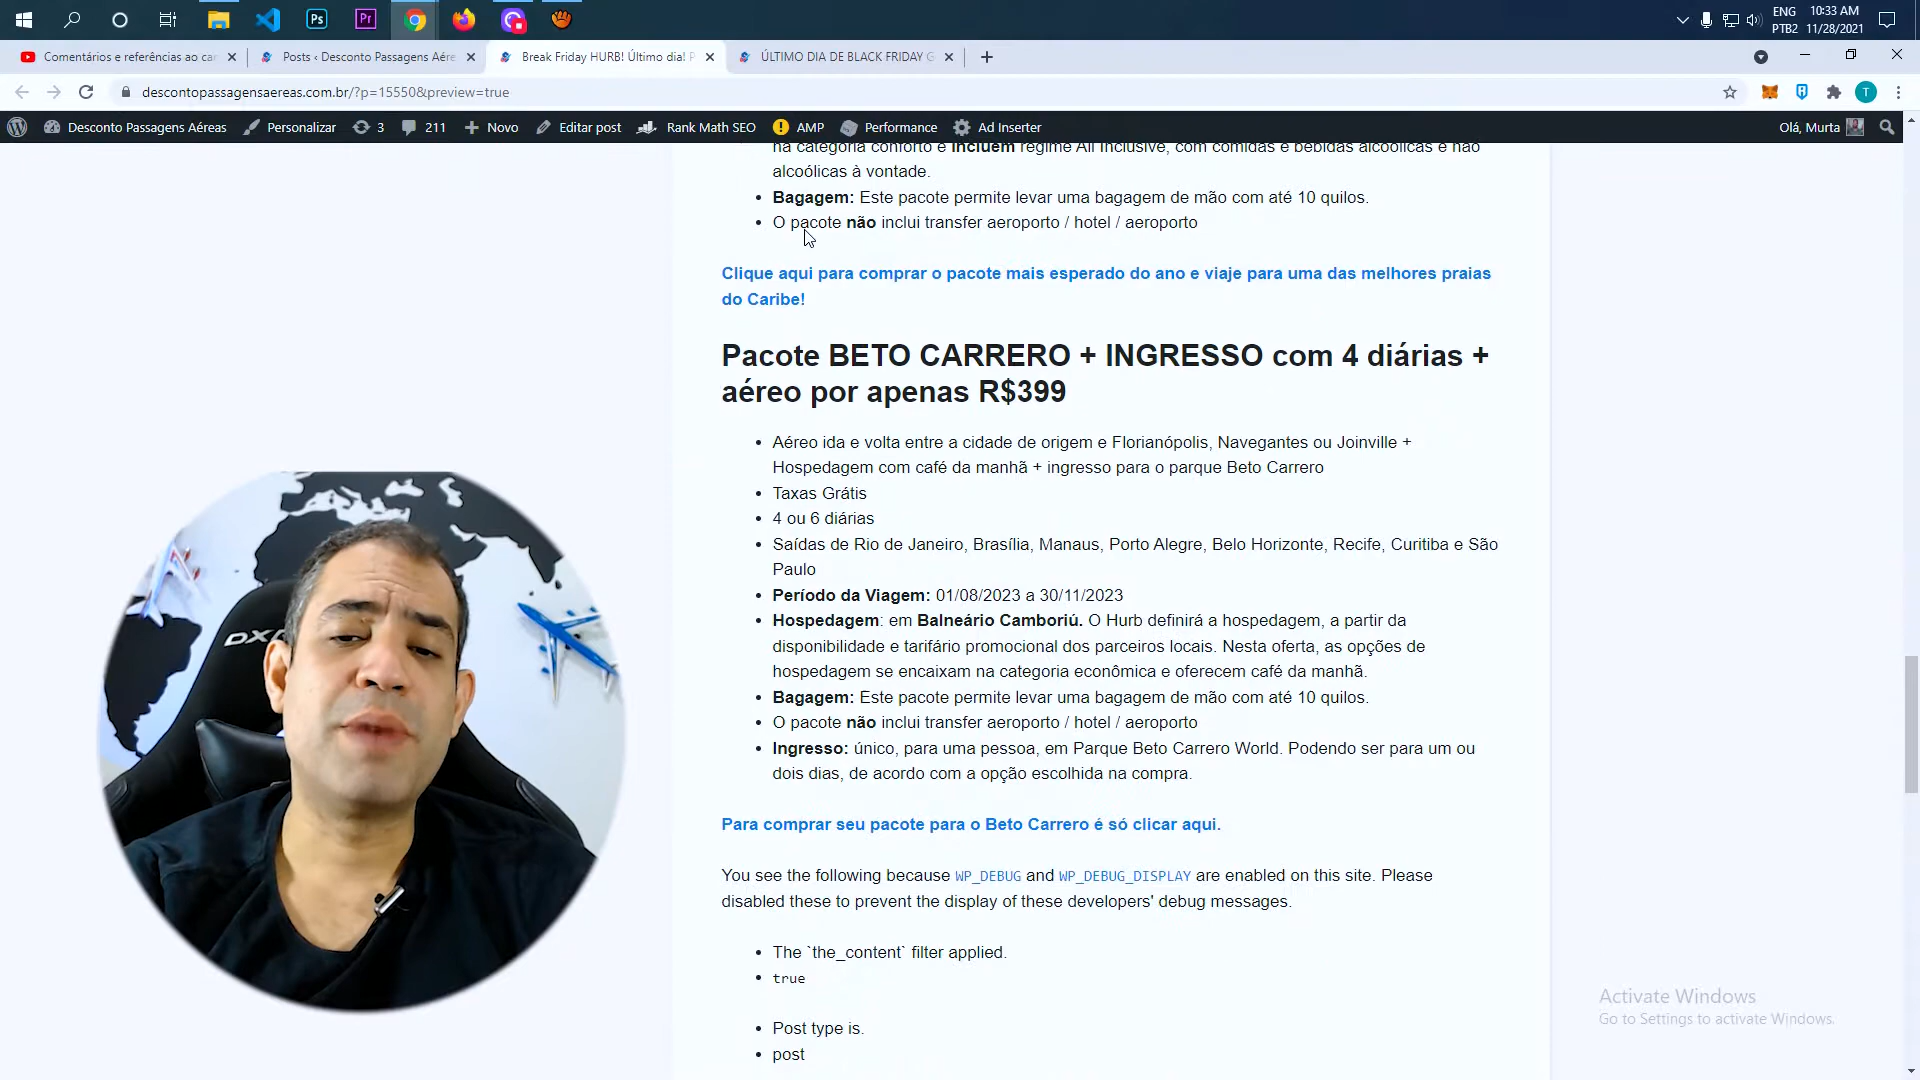 ENG
10:33 AM
PTB2
11/28/2021
Comentários e referências ao car
Posts ‹ Desconto Passagens Aére
Break Friday HURB! Último dia! P
ÚLTIMO DIA DE BLACK FRIDAY G
descontopassagensaereas.com.br/?p=15550&preview=true
T
Desconto Passagens Aéreas
Personalizar
3
211
Novo
Editar post
Rank Math SEO
AMP
Performance
Ad Inserter
Olá, Murta
na categoria conforto e incluem regime All Inclusive, com comidas e bebidas alcoólicas e não
alcoólicas à vontade.
Bagagem: Este pacote permite levar uma bagagem de mão com até 10 quilos.
O pacote não inclui transfer aeroporto / hotel / aeroporto
Clique aqui para comprar o pacote mais esperado do ano e viaje para uma das melhores praias
do Caribe!
Pacote BETO CARRERO + INGRESSO com 4 diárias +
aéreo por apenas R$399
Aéreo ida e volta entre a cidade de origem e Florianópolis, Navegantes ou Joinville +
Hospedagem com café da manhã + ingresso para o parque Beto Carrero
Taxas Grátis
4 ou 6 diárias
Saídas de Rio de Janeiro, Brasília, Manaus, Porto Alegre, Belo Horizonte, Recife, Curitiba e São
Paulo
Período da Viagem: 01/08/2023 a 30/11/2023
Hospedagem: em Balneário Camboriú. O Hurb definirá a hospedagem, a partir da
disponibilidade e tarifário promocional dos parceiros locais. Nesta oferta, as opções de
hospedagem se encaixam na categoria econômica e oferecem café da manhã.
Bagagem: Este pacote permite levar uma bagagem de mão com até 10 quilos.
O pacote não inclui transfer aeroporto / hotel / aeroporto
Ingresso: único, para uma pessoa, em Parque Beto Carrero World. Podendo ser para um ou
dois dias, de acordo com a opção escolhida na compra.
Para comprar seu pacote para o Beto Carrero é só clicar aqui.
You see the following because WP_DEBUG and WP_DEBUG_DISPLAY are enabled on this site. Please
disabled these to prevent the display of these developers' debug messages.
The `the_content` filter applied.
true
Post type is.
post
Activate Windows
Go to Settings to activate Windows.
Ps
Pr